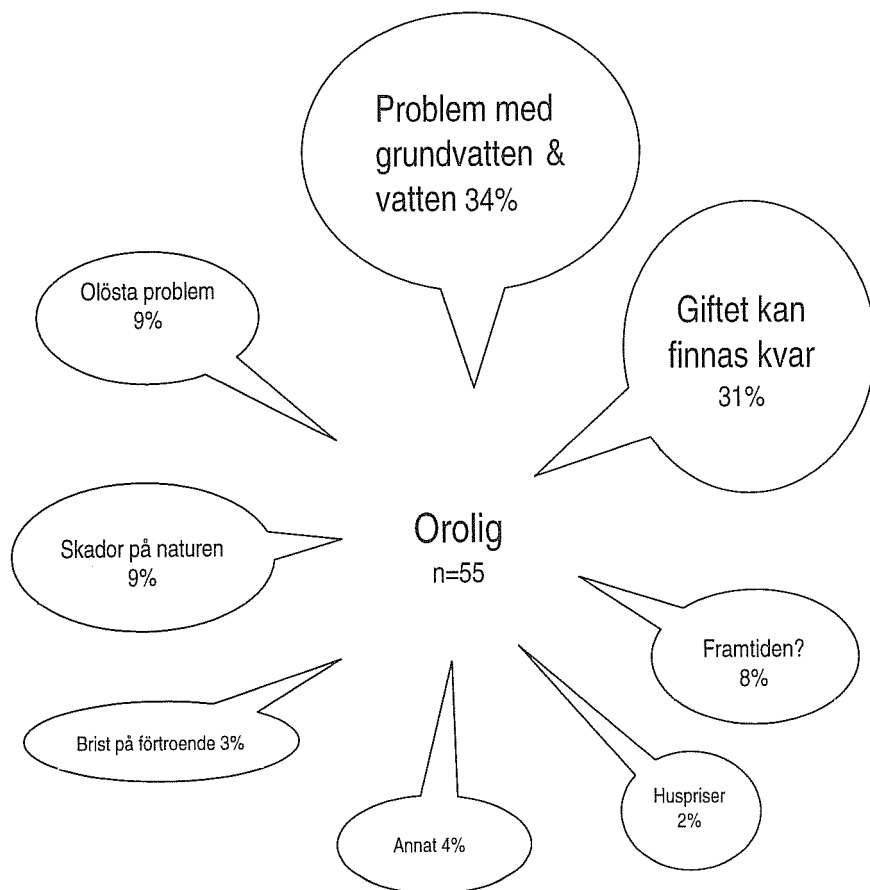 Problem med
grundvatten &
vatten 34%
Giftet kan
finnas kvar
31%
Olösta problem
9%
Orolig
n=55
Skador på naturen
9%
Framtiden?
8%
Brist på förtroende 3%
Huspriser
2%
Annat 4%